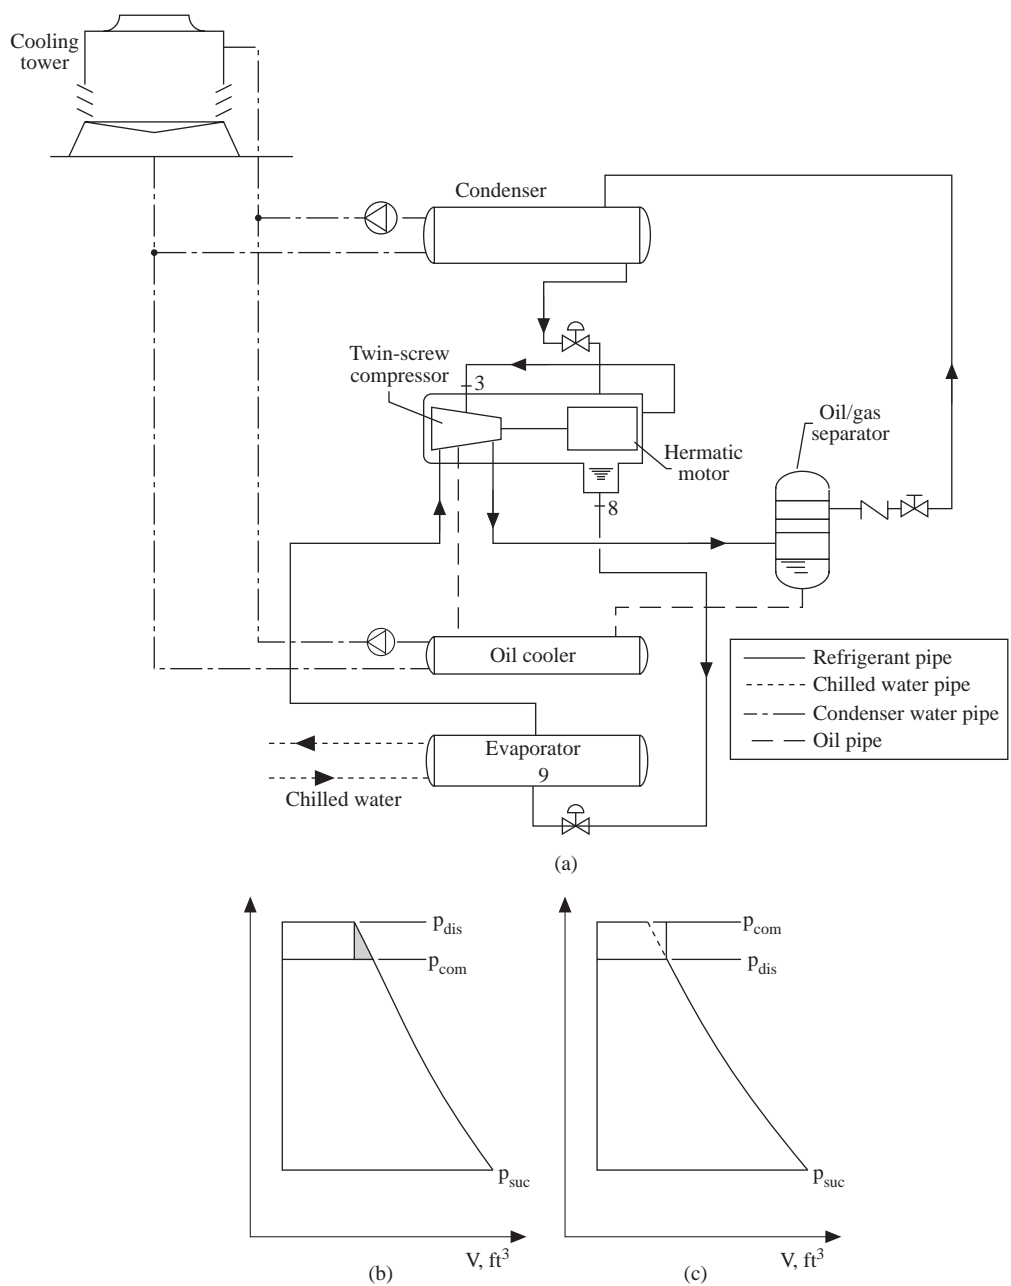 Cooling
tower
Condenser
Twin-screw
compressor
3
Oil/gas
separator
Hermatic
motor
8
Oil cooler
Refrigerant pipe
Chilled water pipe
Condenser water pipe
Oil pipe
Evaporator
9
Chilled water
(a)
p_dis
p_com
p_suc
V, ft³
(b)
p_com
p_dis
p_suc
V, ft³
(c)